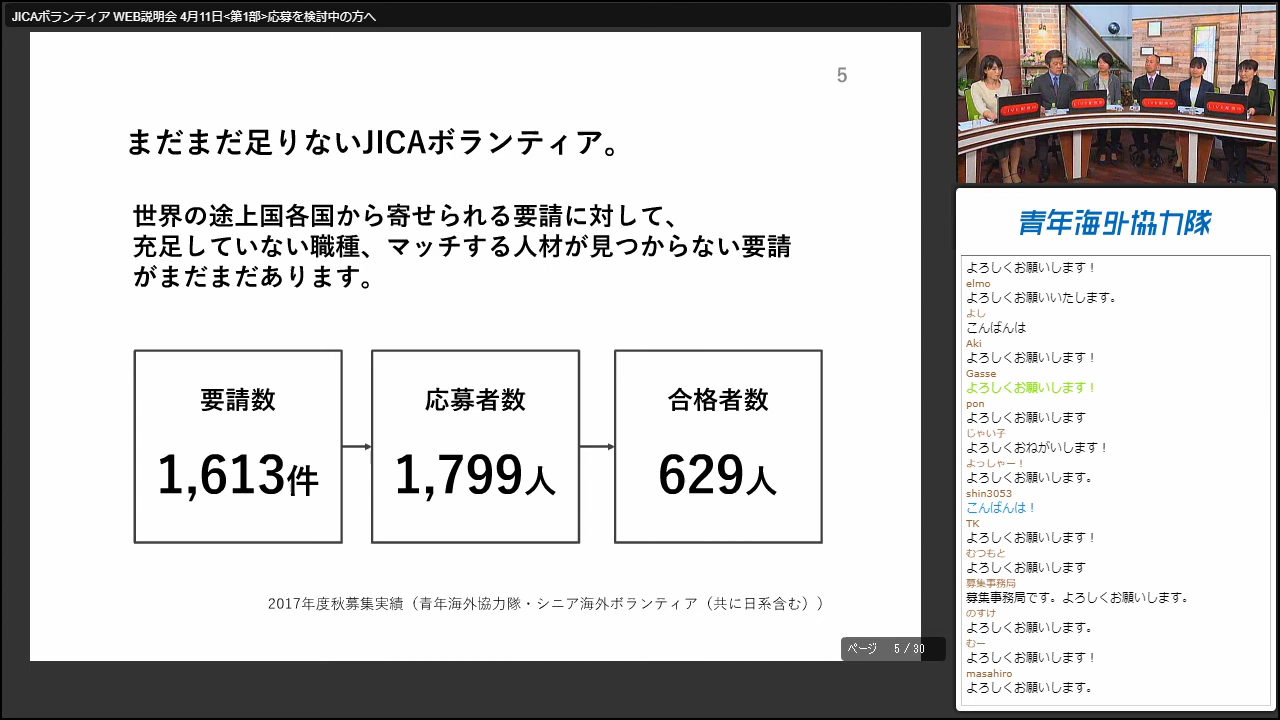 JICAボランティア WEB説明会 4月11日<第1部>応募を検討中の方へ
5
まだまだ足りないJICAボランティア。
世界の途上国各国から寄せられる要請に対して、
充足していない職種、マッチする人材が見つからない要請
がまだまだあります。
要請数
1,613件
応募者数
1,799人
合格者数
629人
2017年度秋募集実績（青年海外協力隊・シニア海外ボランティア（共に日系含む））
ページ 5 / 30
青年海外協力隊
よろしくお願いします！
elmo
よろしくお願いいたします。
よし
こんばんは
Aki
よろしくお願いします！
Gasse
よろしくお願いします！
pon
よろしくお願いします
じゃい子
よろしくおねがいします！
よっしゃー！
よろしくお願いします。
shin3053
こんばんは！
TK
よろしくお願いします！
むつもと
よろしくお願いします
募集事務局
募集事務局です。よろしくお願いします。
のすけ
よろしくお願いします。
むー
よろしくお願いします！
masahiro
よろしくお願いします。